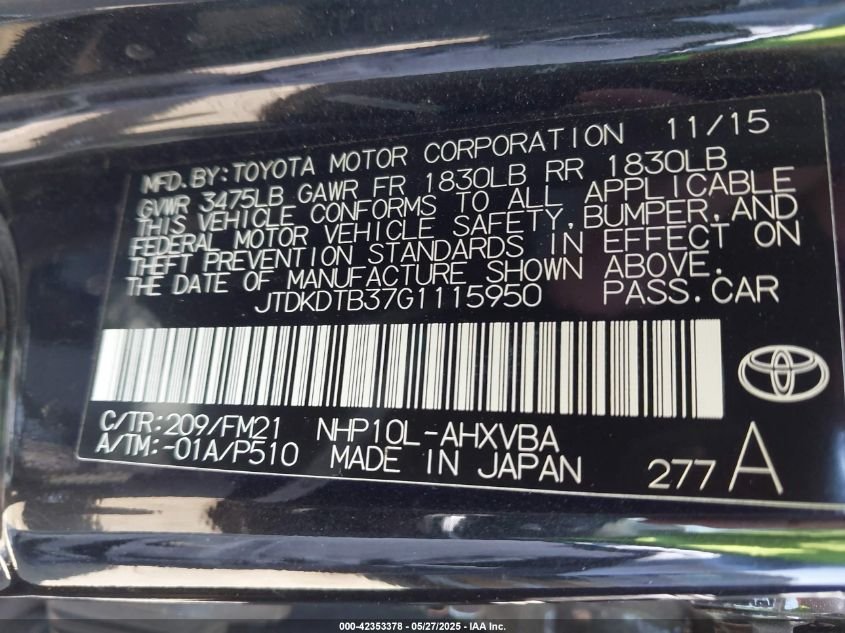 MFD.BY:TOYOTA MOTOR CORPORATION 11/15
GVWR 3475LB GAWR FR 1830LB RR 1830LB
THIS VEHICLE CONFORMS TO ALL APPLICABLE
FEDERAL MOTOR VEHICLE SAFETY, BUMPER, AND
THEFT PREVENTION STANDARDS IN EFFECT ON
THE DATE OF MANUFACTURE SHOWN ABOVE.
JTDKDTB37G1115950 PASS.CAR
C/TR:209/FM21 NHP10L-AHXVBA
A/TM:-01A/P510 MADE IN JAPAN 277 A
000-42353378 - 05/27/2025 - IAA Inc.